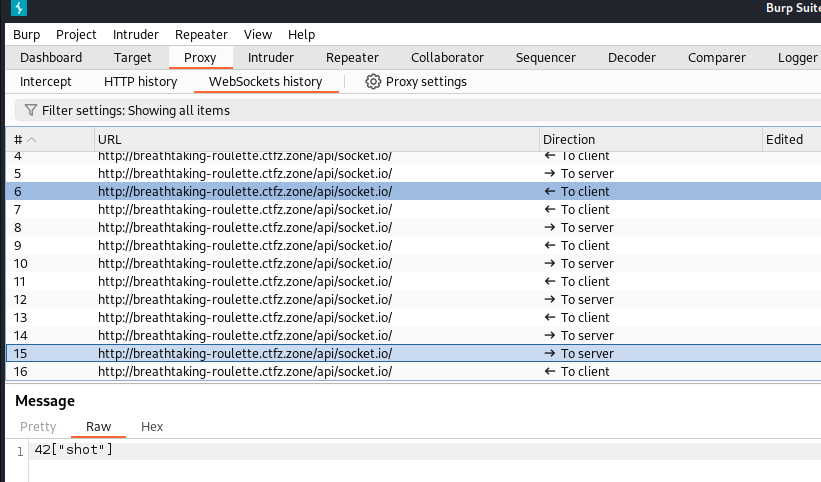 Burp Suite
Burp Project Intruder Repeater View Help
Dashboard Target Proxy Intruder Repeater Collaborator Sequencer Decoder Comparer Logger
Intercept HTTP history WebSockets history Proxy settings
Filter settings: Showing all items
# URL Direction Edited
4 http://breathtaking-roulette.ctfz.zone/api/socket.io/ ← To client
5 http://breathtaking-roulette.ctfz.zone/api/socket.io/ → To server
6 http://breathtaking-roulette.ctfz.zone/api/socket.io/ ← To client
7 http://breathtaking-roulette.ctfz.zone/api/socket.io/ ← To client
8 http://breathtaking-roulette.ctfz.zone/api/socket.io/ → To server
9 http://breathtaking-roulette.ctfz.zone/api/socket.io/ ← To client
10 http://breathtaking-roulette.ctfz.zone/api/socket.io/ → To server
11 http://breathtaking-roulette.ctfz.zone/api/socket.io/ ← To client
12 http://breathtaking-roulette.ctfz.zone/api/socket.io/ → To server
13 http://breathtaking-roulette.ctfz.zone/api/socket.io/ ← To client
14 http://breathtaking-roulette.ctfz.zone/api/socket.io/ → To server
15 http://breathtaking-roulette.ctfz.zone/api/socket.io/ → To server
16 http://breathtaking-roulette.ctfz.zone/api/socket.io/ ← To client
Message
Pretty Raw Hex
1 42["shot"]